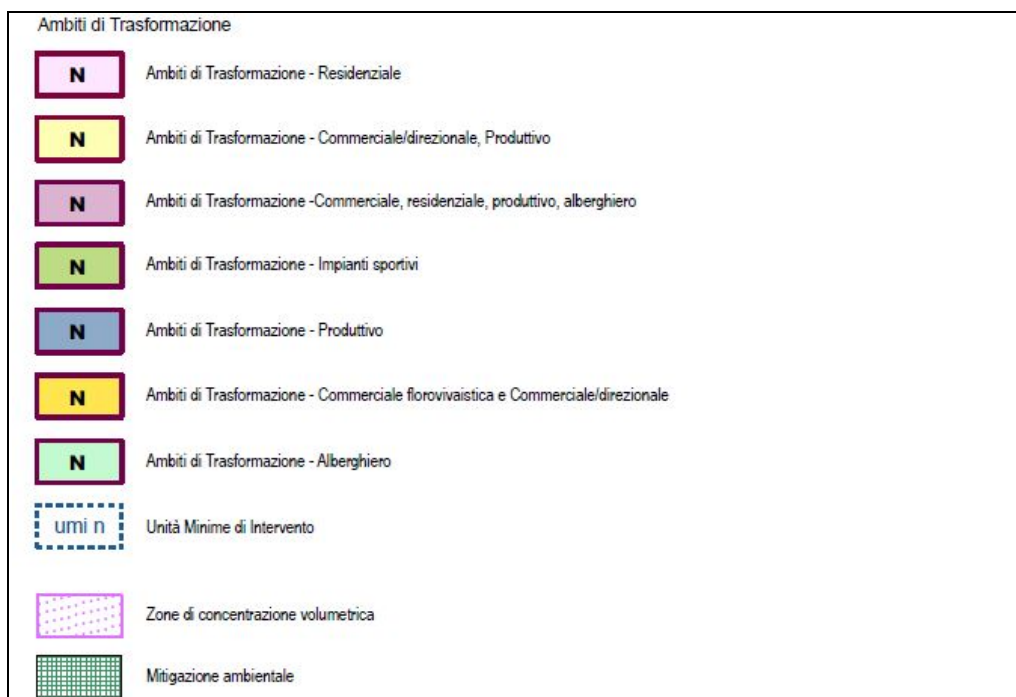 Ambiti di Trasformazione
N Ambiti di Trasformazione - Residenziale
N Ambiti di Trasformazione - Commerciale/direzionale, Produttivo
N Ambiti di Trasformazione -Commerciale, residenziale, produttivo, alberghiero
N Ambiti di Trasformazione - Impianti sportivi
N Ambiti di Trasformazione - Produttivo
N Ambiti di Trasformazione - Commerciale florovivaistica e Commerciale/direzionale
N Ambiti di Trasformazione - Alberghiero
umi n Unità Minime di Intervento
Zone di concentrazione volumetrica
Mitigazione ambientale